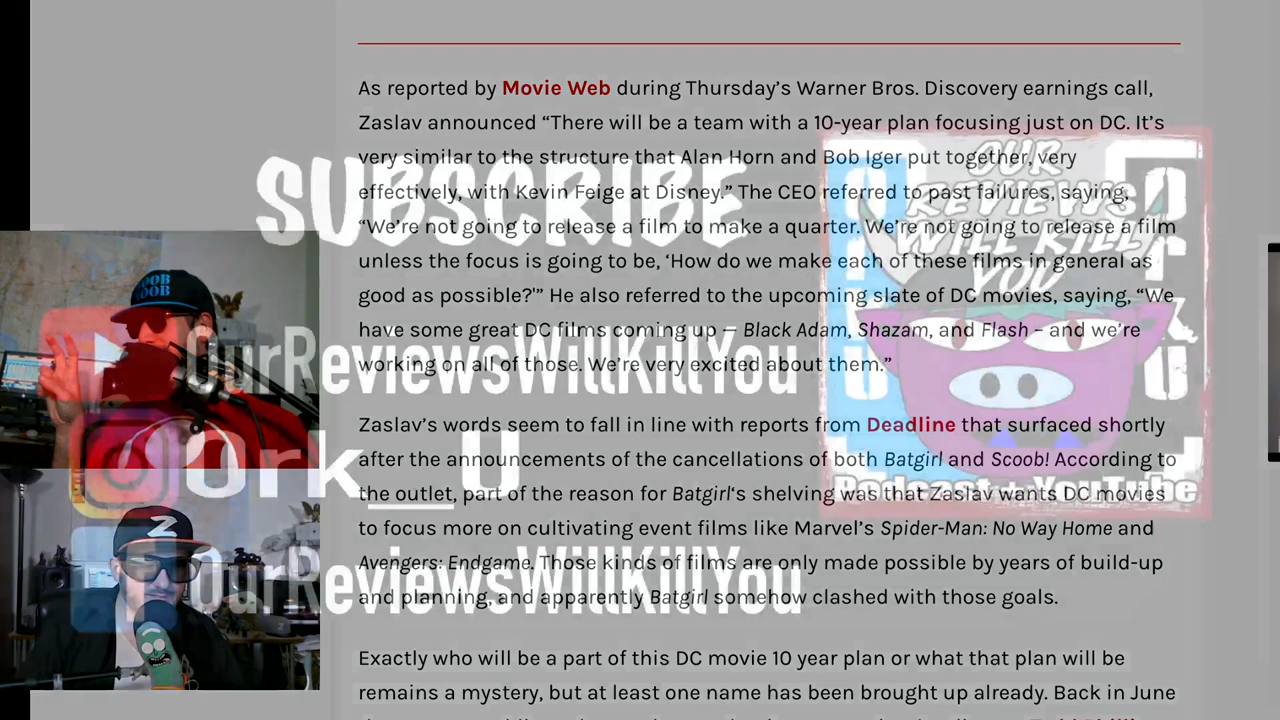 As reported by Movie Web during Thursday’s Warner Bros. Discovery earnings call,
Zaslav announced “There will be a team with a 10-year plan focusing just on DC. It’s
very similar to the structure that Alan Horn and Bob Iger put together, very
effectively, with Kevin Feige at Disney.” The CEO referred to past failures, saying,
“We’re not going to release a film to make a quarter. We’re not going to release a film
unless the focus is going to be, ‘How do we make each of these films in general as
good as possible?'” He also referred to the upcoming slate of DC movies, saying, “We
have some great DC films coming up – Black Adam, Shazam, and Flash – and we’re
working on all of those. We’re very excited about them.”
Zaslav’s words seem to fall in line with reports from Deadline that surfaced shortly
after the announcements of the cancellations of both Batgirl and Scoob! According to
the outlet, part of the reason for Batgirl‘s shelving was that Zaslav wants DC movies
to focus more on cultivating event films like Marvel’s Spider-Man: No Way Home and
Avengers: Endgame. Those kinds of films are only made possible by years of build-up
and planning, and apparently Batgirl somehow clashed with those goals.
Exactly who will be a part of this DC movie 10 year plan or what that plan will be
remains a mystery, but at least one name has been brought up already. Back in June
SUBSCRIBE
OurReviewsWillKillYou
Ork__U
OurReviewsWillKillYou
OUR
REVIEWS
WILL KILL
YOU
Podcast
YouTube